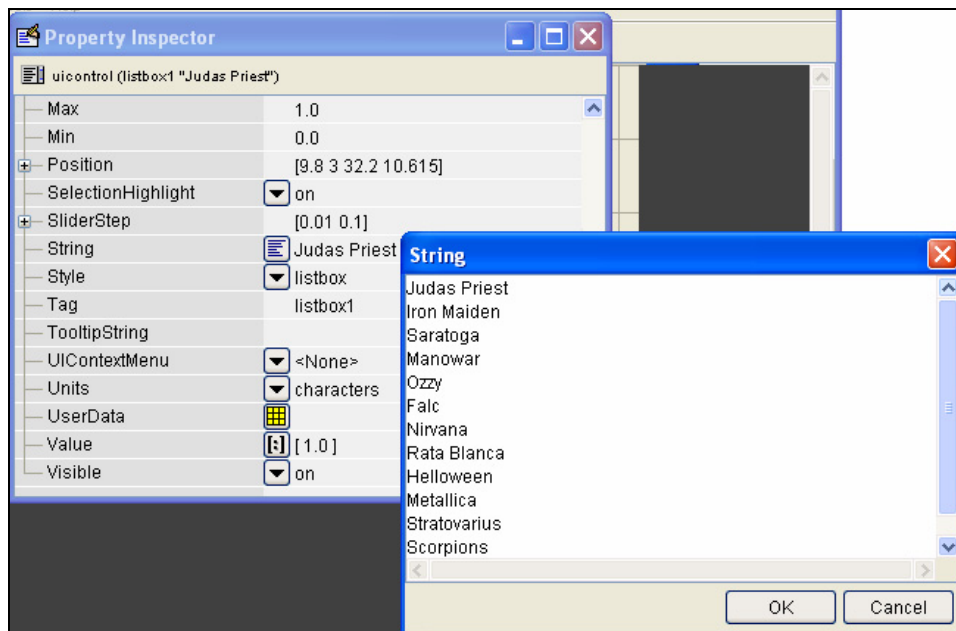 Property Inspector
uicontrol (listbox1 "Judas Priest")
Max 1.0
Min 0.0
Position [9.8 3 32.2 10.615]
SelectionHighlight on
SliderStep [0.01 0.1]
String Judas Priest
Style listbox
Tag listbox1
TooltipString
UIContextMenu <None>
Units characters
UserData
Value [:] [ 1.0 ]
Visible on
String
Judas Priest
Iron Maiden
Saratoga
Manowar
Ozzy
Falc
Nirvana
Rata Blanca
Helloween
Metallica
Stratovarius
Scorpions
OK Cancel